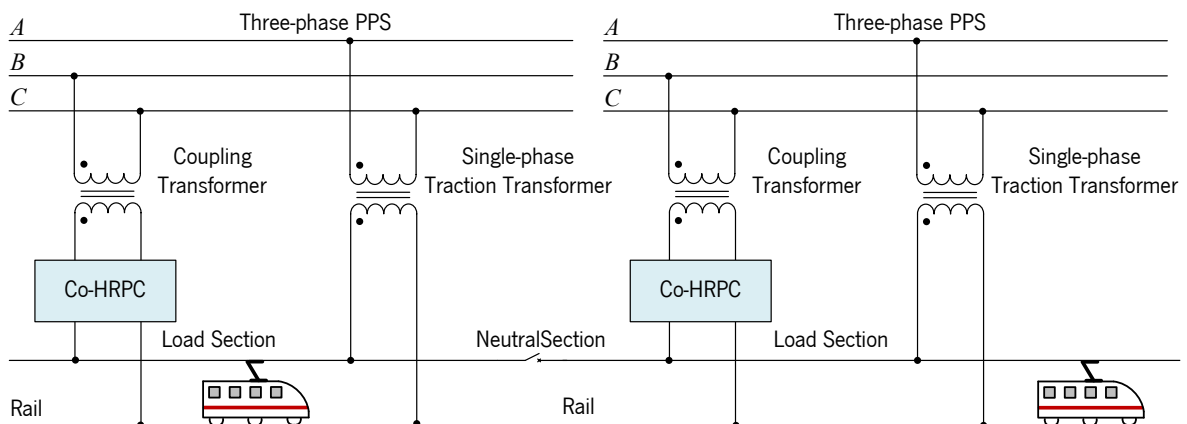 A
Three-phase PPS
B
C
Coupling
Transformer
Single-phase
Traction Transformer
Co-HRPC
Load Section
NeutralSection
Rail
A
Three-phase PPS
B
C
Coupling
Transformer
Single-phase
Traction Transformer
Co-HRPC
Load Section
Rail